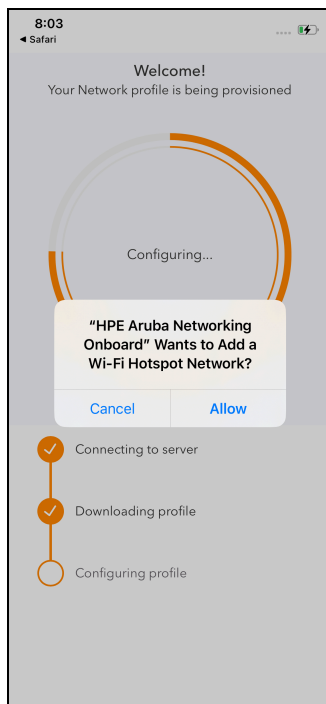 8:03
◀ Safari
Welcome!
Your Network profile is being provisioned
Configuring...
“HPE Aruba Networking
Onboard” Wants to Add a
Wi-Fi Hotspot Network?
Cancel
Allow
Connecting to server
Downloading profile
Configuring profile